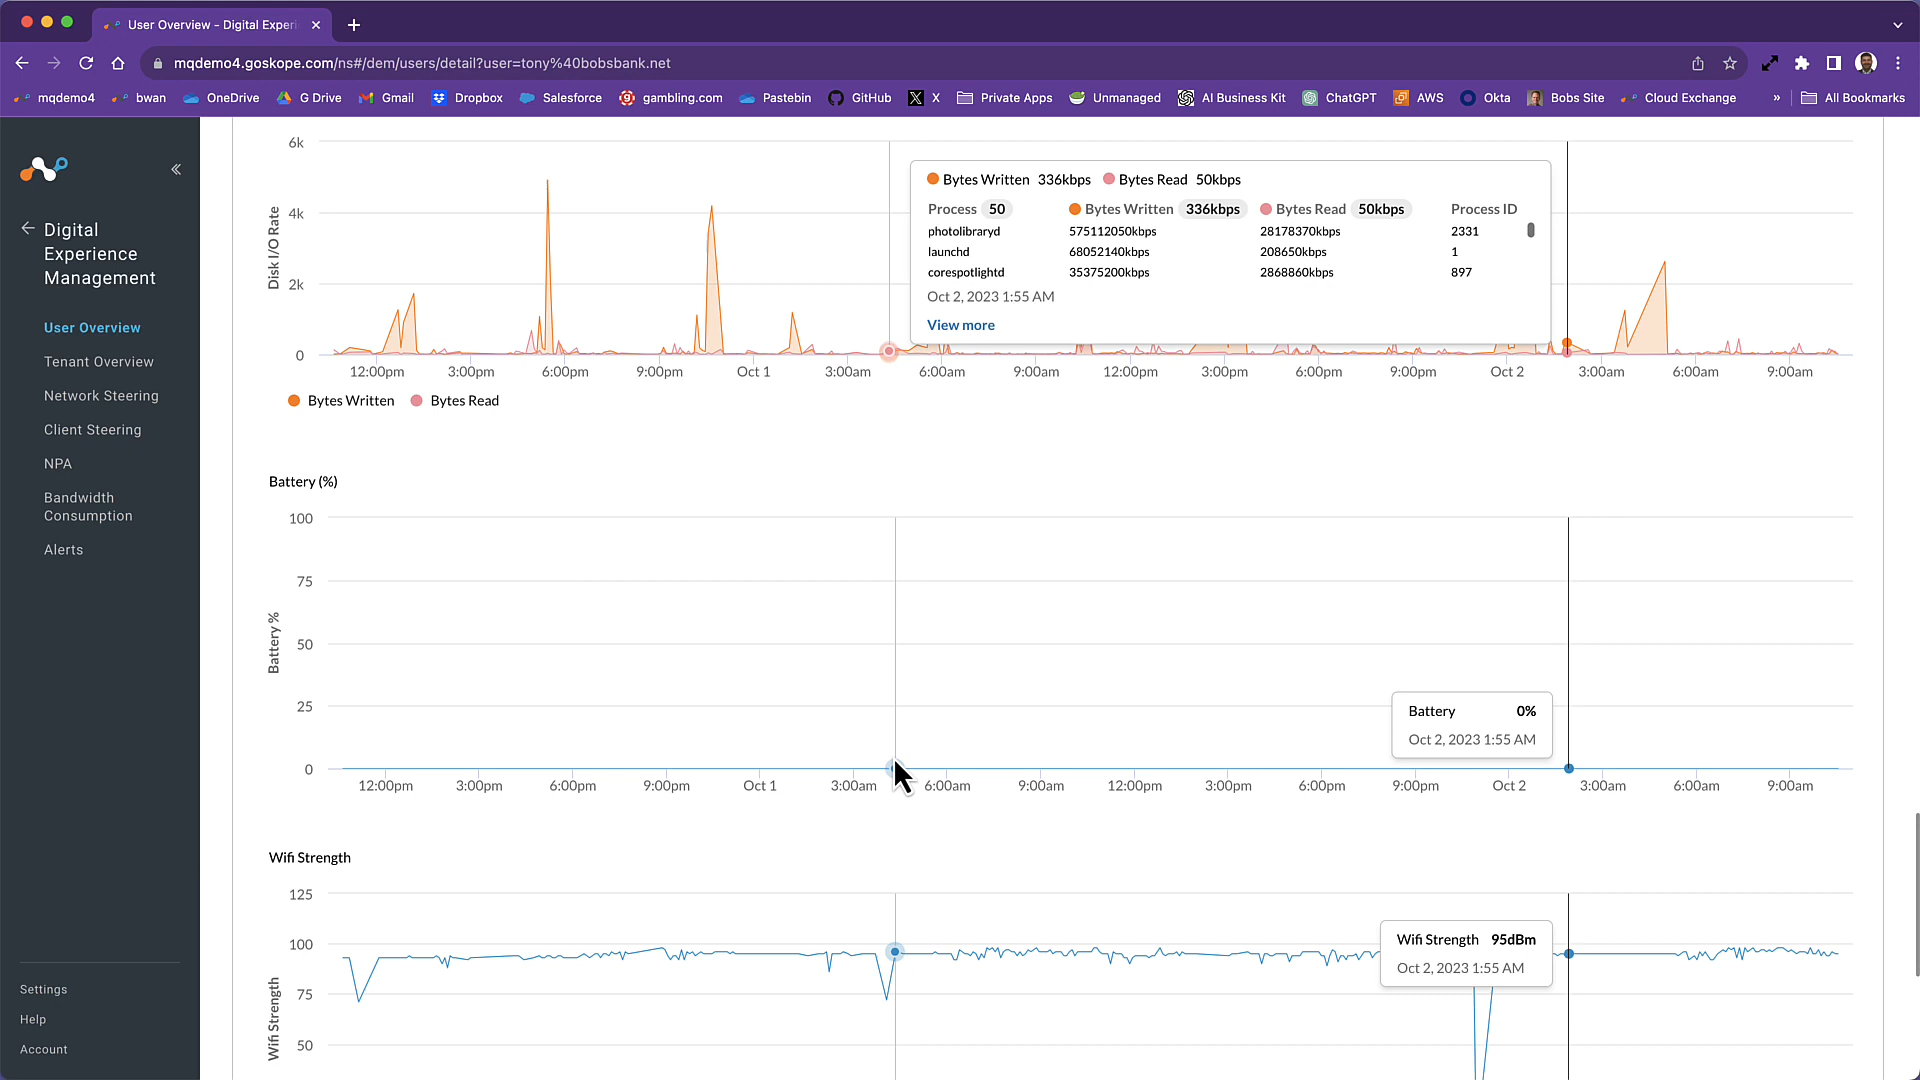 User Overview - Digital Experi
mqdemo4.goskope.com/ns#/dem/users/detail?user=tony%40bobsbank.net
mqdemo4 bwan OneDrive G Drive Gmail Dropbox Salesforce gambling.com Pastebin GitHub X Private Apps Unmanaged AI Business Kit ChatGPT AWS Okta Bobs Site Cloud Exchange » All Bookmarks
Digital
Experience
Management
User Overview
Tenant Overview
Network Steering
Client Steering
NPA
Bandwidth
Consumption
Alerts
Settings
Help
Account
6k
4k
2k
0
Disk I/O Rate
Bytes Written 336kbps Bytes Read 50kbps
Process 50 Bytes Written 336kbps Bytes Read 50kbps Process ID
photolibraryd 575112050kbps 28178370kbps 2331
launchd 68052140kbps 208650kbps 1
corespotlightd 35375200kbps 2868860kbps 897
Oct 2, 2023 1:55 AM
View more
12:00pm 3:00pm 6:00pm 9:00pm Oct 1 3:00am 6:00am 9:00am 12:00pm 3:00pm 6:00pm 9:00pm Oct 2 3:00am 6:00am 9:00am
Bytes Written Bytes Read
Battery (%)
100
75
50
25
0
Battery %
Battery 0%
Oct 2, 2023 1:55 AM
12:00pm 3:00pm 6:00pm 9:00pm Oct 1 3:00am 6:00am 9:00am 12:00pm 3:00pm 6:00pm 9:00pm Oct 2 3:00am 6:00am 9:00am
Wifi Strength
125
100
75
50
Wifi Strength
Wifi Strength 95dBm
Oct 2, 2023 1:55 AM